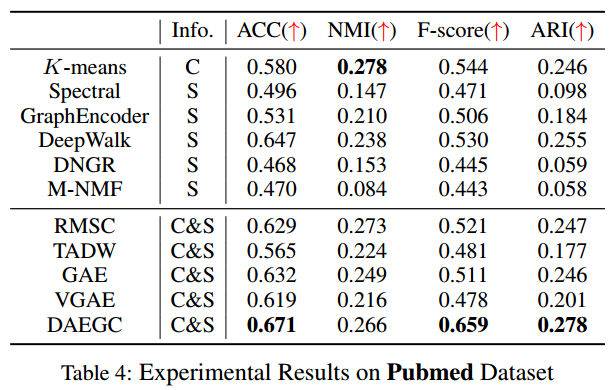 Info. ACC(↑) NMI(↑) F-score(↑) ARI(↑)
K-means C 0.580 0.278 0.544 0.246
Spectral S 0.496 0.147 0.471 0.098
GraphEncoder S 0.531 0.210 0.506 0.184
DeepWalk S 0.647 0.238 0.530 0.255
DNGR S 0.468 0.153 0.445 0.059
M-NMF S 0.470 0.084 0.443 0.058
RMSC C&S 0.629 0.273 0.521 0.247
TADW C&S 0.565 0.224 0.481 0.177
GAE C&S 0.632 0.249 0.511 0.246
VGAE C&S 0.619 0.216 0.478 0.201
DAEGC C&S 0.671 0.266 0.659 0.278
Table 4: Experimental Results on Pubmed Dataset